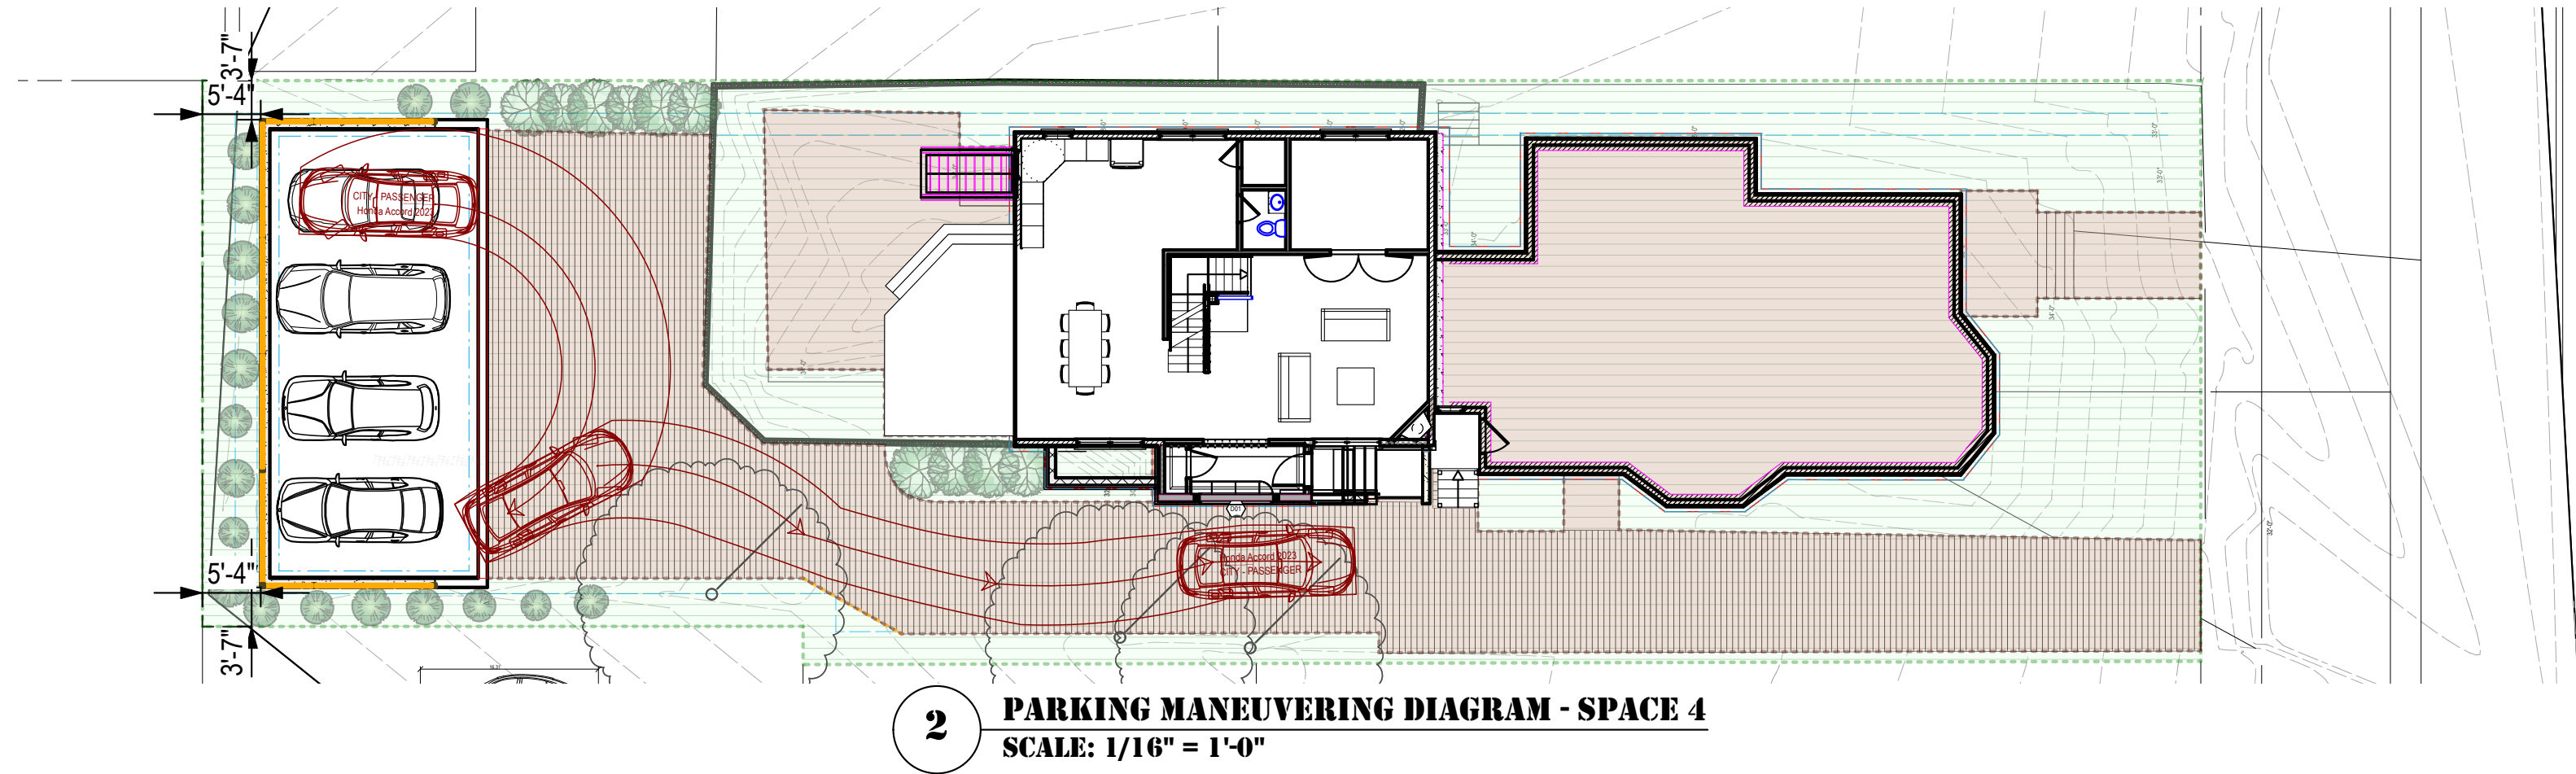 3'-7"
5'-4"
CITY - PASSENGER
Honda Accord 2023
D01
Honda Accord 2023
CITY - PASSENGER
5'-4"
3'-7"
2
PARKING MANEUVERING DIAGRAM - SPACE 4
SCALE: 1/16" = 1'-0"